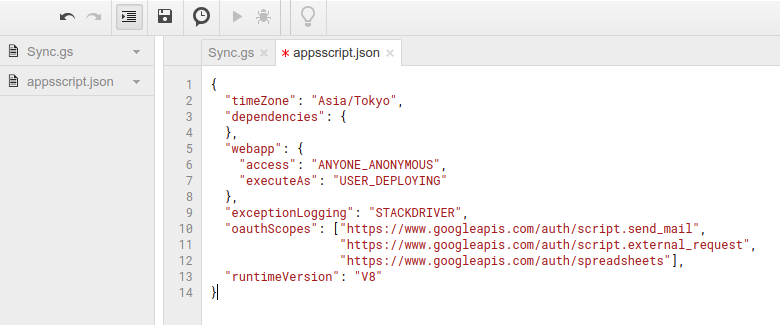 Sync.gs
appsscript.json
Sync.gs ×
* appsscript.json ×
1 {
2   "timeZone": "Asia/Tokyo",
3   "dependencies": {
4   },
5   "webapp": {
6     "access": "ANYONE_ANONYMOUS",
7     "executeAs": "USER_DEPLOYING"
8   },
9   "exceptionLogging": "STACKDRIVER",
10   "oauthScopes": ["https://www.googleapis.com/auth/script.send_mail",
11                   "https://www.googleapis.com/auth/script.external_request",
12                   "https://www.googleapis.com/auth/spreadsheets"],
13   "runtimeVersion": "V8"
14 }